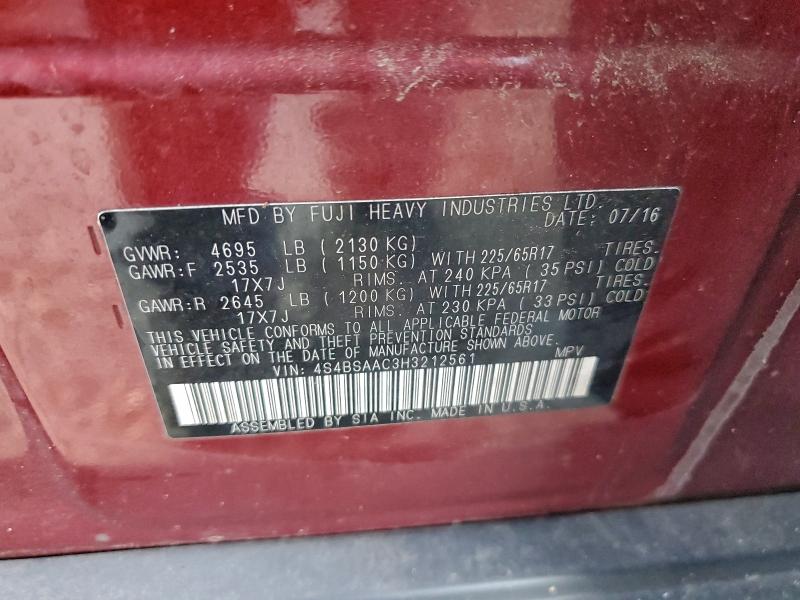 MFD BY FUJI HEAVY INDUSTRIES LTD.
DATE: 07/16
GVWR: 4695 LB ( 2130 KG)
GAWR:F 2535 LB ( 1150 KG) WITH 225/65R17 TIRES.
17X7J RIMS. AT 240 KPA ( 35 PSI) COLD
GAWR:R 2645 LB ( 1200 KG) WITH 225/65R17 TIRES.
17X7J RIMS. AT 230 KPA ( 33 PSI) COLD
THIS VEHICLE CONFORMS TO ALL APPLICABLE FEDERAL MOTOR
VEHICLE SAFETY AND THEFT PREVENTION STANDARDS
IN EFFECT ON THE DATE OF MANUFACTURE SHOWN ABOVE.
VIN: 4S4BSAAC3H3212561 MPV
ASSEMBLED BY SIA INC. MADE IN U.S.A.